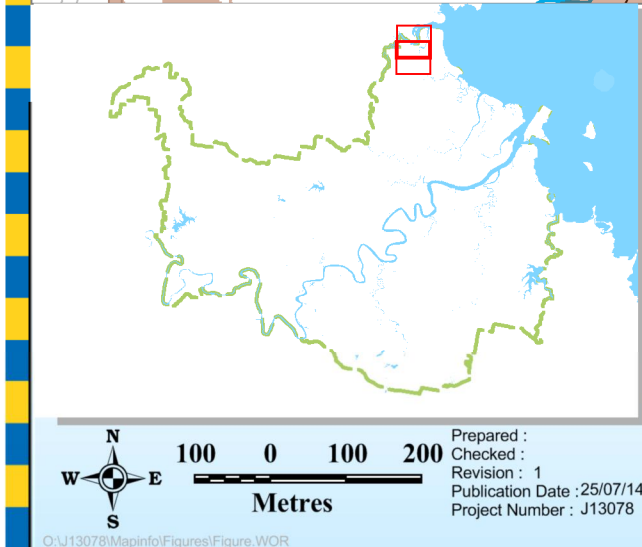 N
W E
S
100 0 100 200
Metres
Prepared :
Checked :
Revision : 1
Publication Date : 25/07/14
Project Number : J13078
O:\J13078\Mapinfo\Figures\Figure.WOR